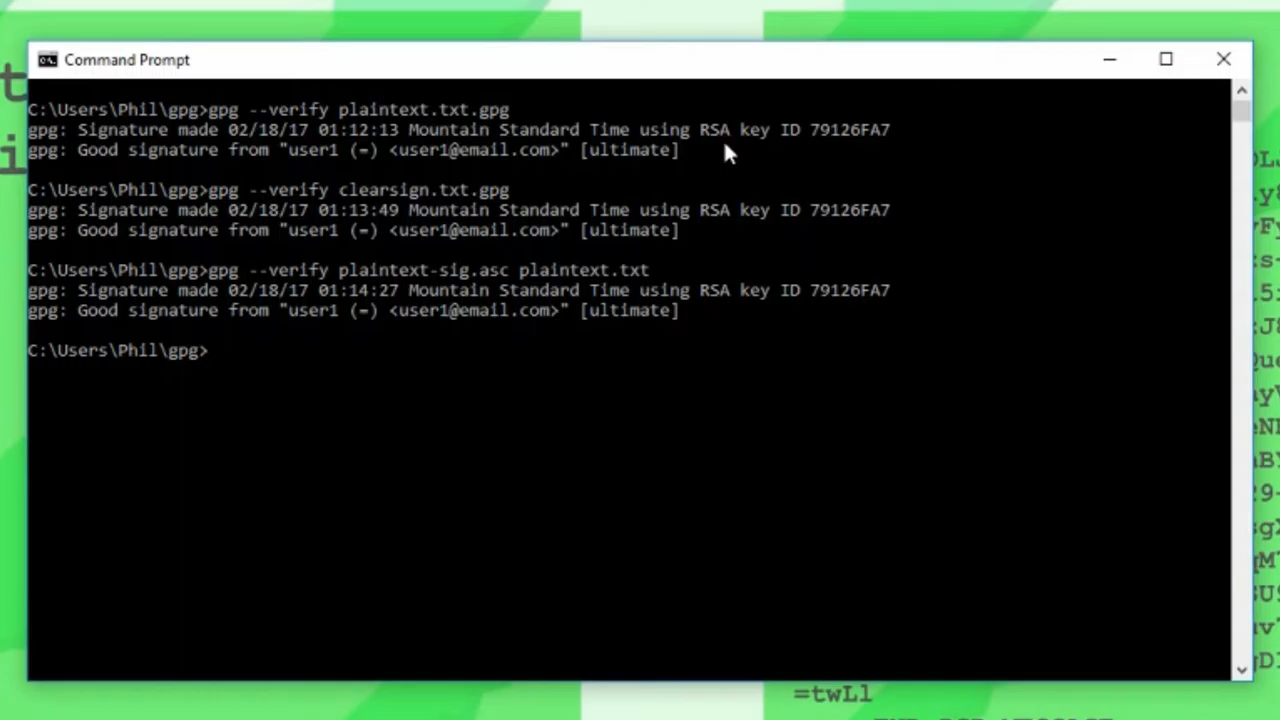 Command Prompt
C:\Users\Phil\gpg>gpg --verify plaintext.txt.gpg
gpg: Signature made 02/18/17 01:12:13 Mountain Standard Time using RSA key ID 79126FA7
gpg: Good signature from "user1 (=) <user1@email.com>" [ultimate]
C:\Users\Phil\gpg>gpg --verify clearsign.txt.gpg
gpg: Signature made 02/18/17 01:13:49 Mountain Standard Time using RSA key ID 79126FA7
gpg: Good signature from "user1 (=) <user1@email.com>" [ultimate]
C:\Users\Phil\gpg>gpg --verify plaintext-sig.asc plaintext.txt
gpg: Signature made 02/18/17 01:14:27 Mountain Standard Time using RSA key ID 79126FA7
gpg: Good signature from "user1 (=) <user1@email.com>" [ultimate]
C:\Users\Phil\gpg>
=twLl